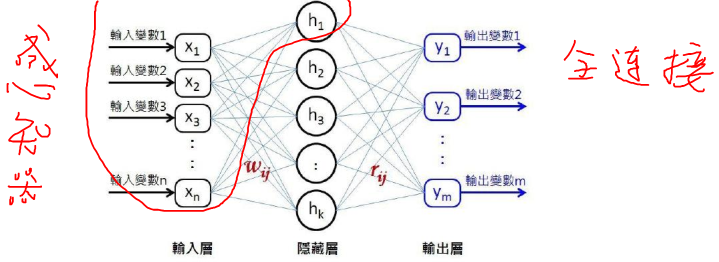 感知器
輸入變數1
輸入變數2
輸入變數3
輸入變數n
x1
x2
x3
:
:
xn
wij
h1
h2
h3
:
hk
rij
y1
y2
:
:
ym
輸出變數1
輸出變數2
輸出變數m
輸入層
隱藏層
輸出層
全连接